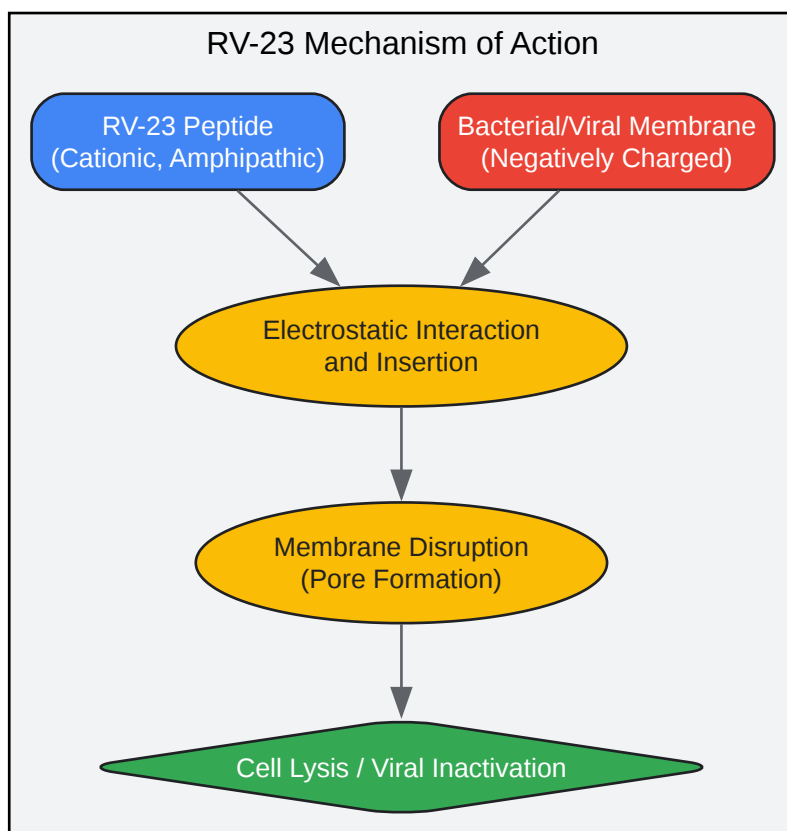 RV-23 Mechanism of Action
RV-23 Peptide
(Cationic, Amphipathic)
Bacterial/Viral Membrane
(Negatively Charged)
Electrostatic Interaction
and Insertion
Membrane Disruption
(Pore Formation)
Cell Lysis / Viral Inactivation